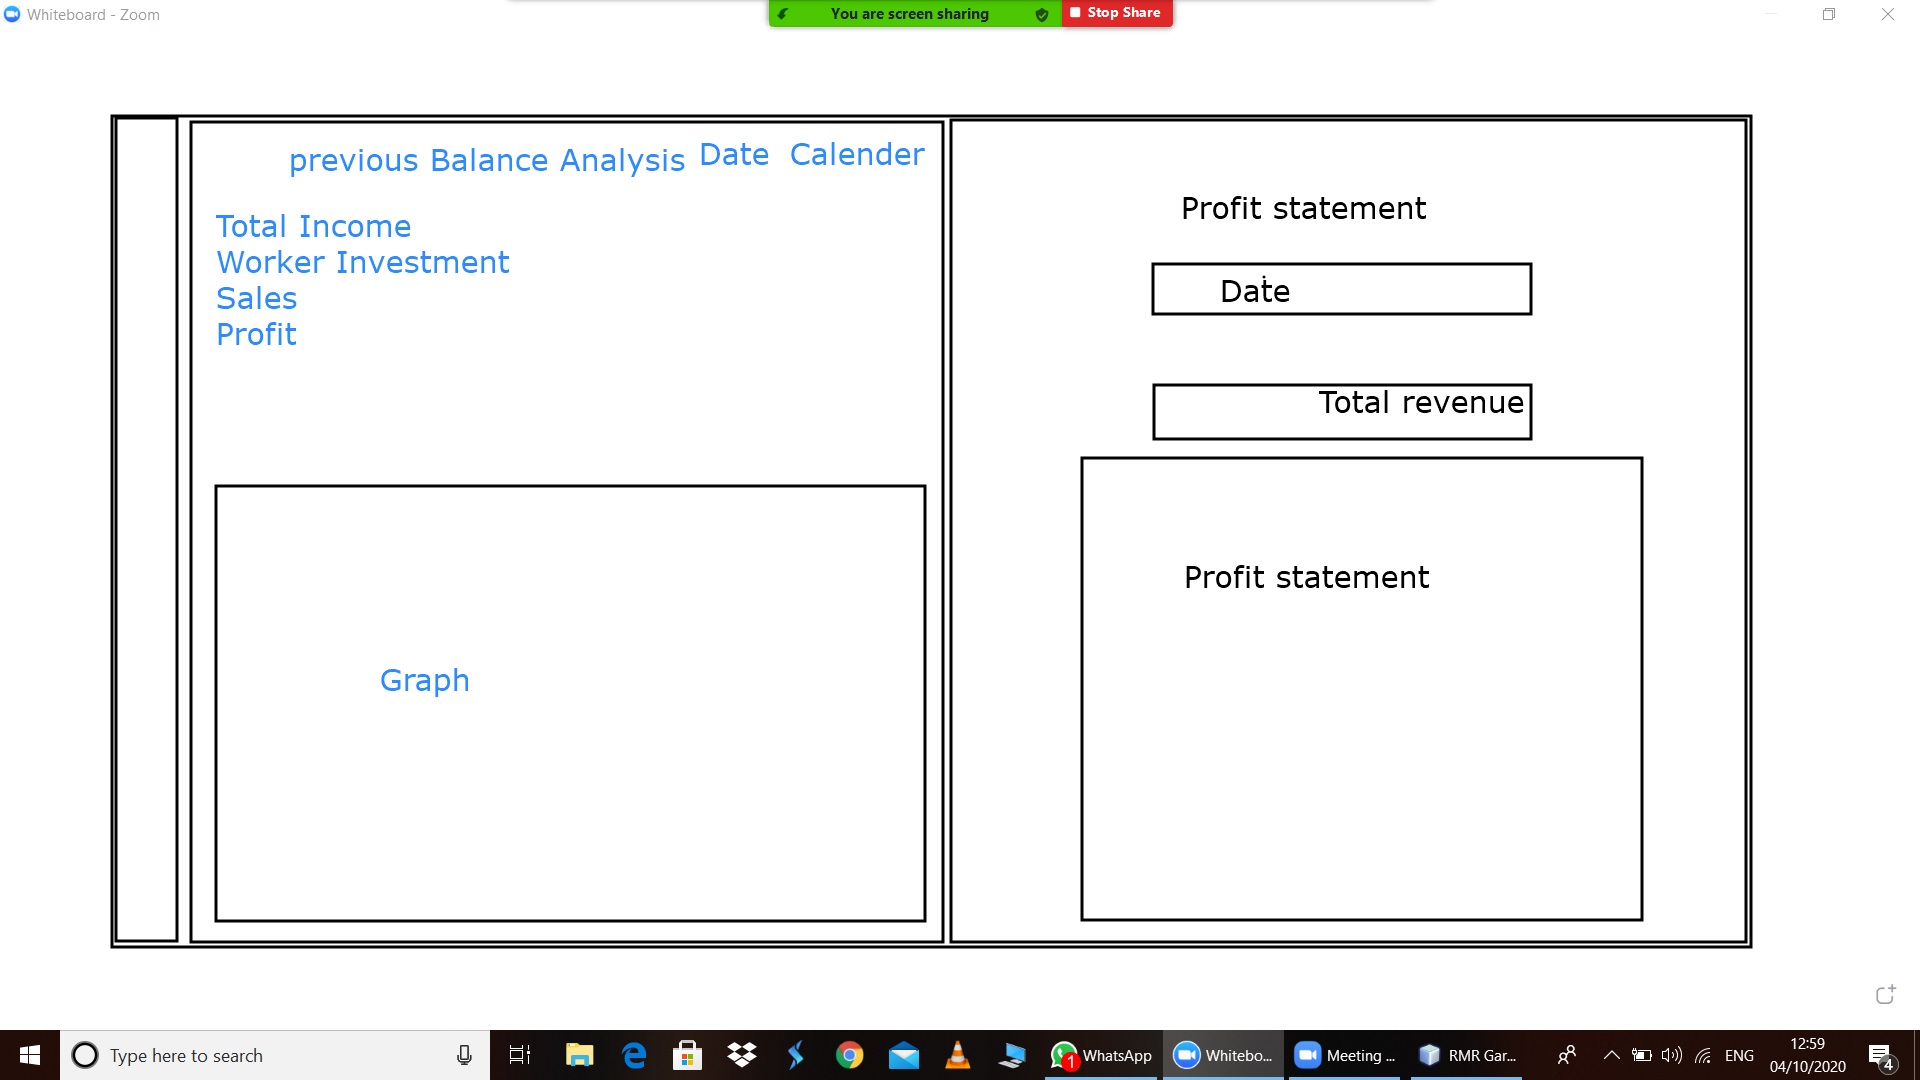 Whiteboard - Zoom
You are screen sharing
Stop Share
previous Balance Analysis
Date Calender
Total Income
Worker Investment
Sales
Profit
Graph
Profit statement
Date
Total revenue
Profit statement
Type here to search
WhatsApp
1
Whitebo...
Meeting ...
RMR Gar...
ENG
12:59
04/10/2020
4